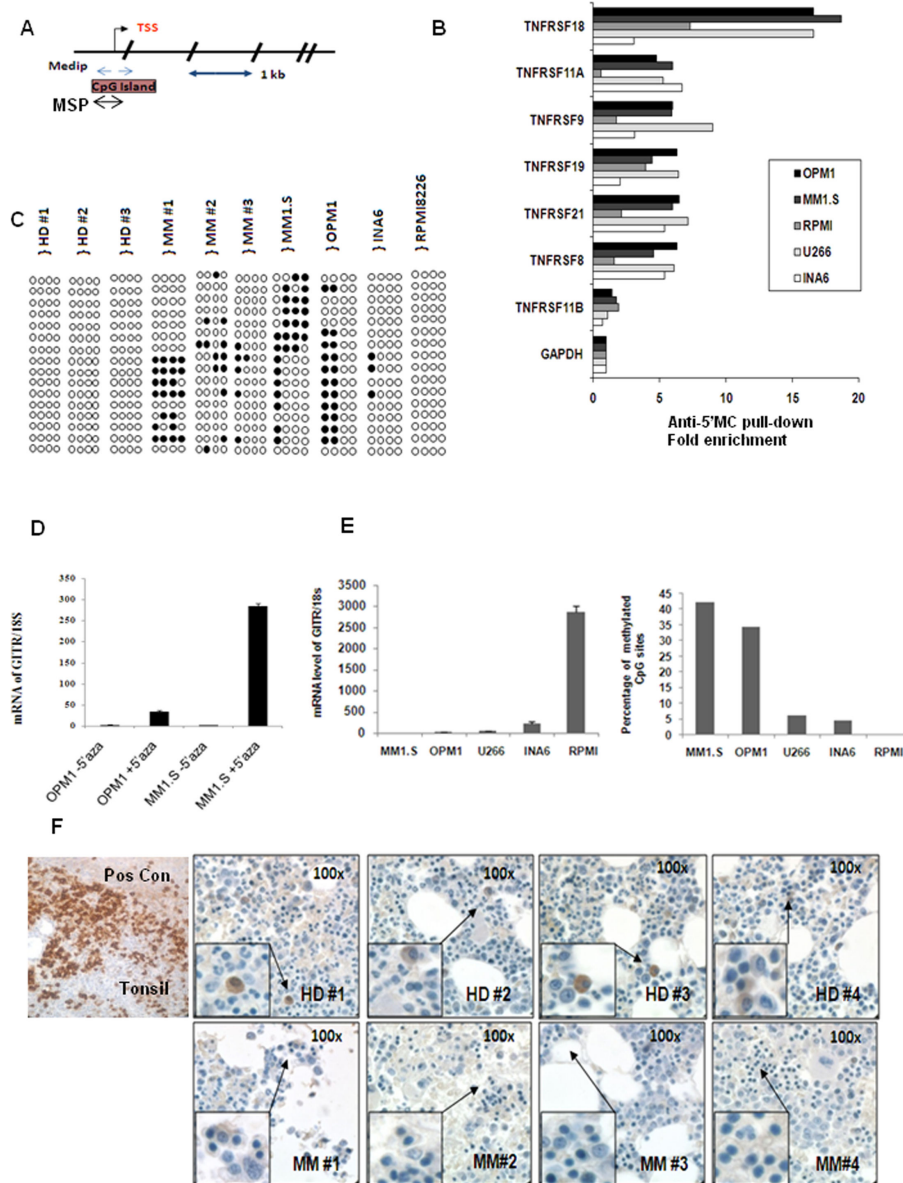 A
TSS
Medip
1 kb
CpG Island
MSP
B
TNFRSF18
TNFRSF11A
TNFRSF9
TNFRSF19
TNFRSF21
TNFRSF8
TNFRSF11B
GAPDH
OPM1
MM1.S
RPMI
U266
INA6
0 5 10 15 20
Anti-5'MC pull-down
Fold enrichment
C
} HD #1
} HD #2
} HD #3
} MM #1
} MM #2
} MM #3
} MM1.S
} OPM1
} INA6
} RPMI8226
D
mRNA of GITR/18S
350
300
250
200
150
100
50
0
OPM1 -5'aza
OPM1 +5'aza
MM1.S -5'aza
MM1.S +5'aza
E
mRNA level of GITR/18s
3500
3000
2500
2000
1500
1000
500
0
MM1.S OPM1 U266 INA6 RPMI
Percentage of methylated
CpG sites
45
40
35
30
25
20
15
10
5
0
MM1.S OPM1 U266 INA6 RPMI
F
Pos Con
Tonsil
100x
HD #1
100x
HD #2
100x
HD #3
100x
HD #4
100x
MM #1
100x
MM#2
100x
MM #3
100x
MM#4